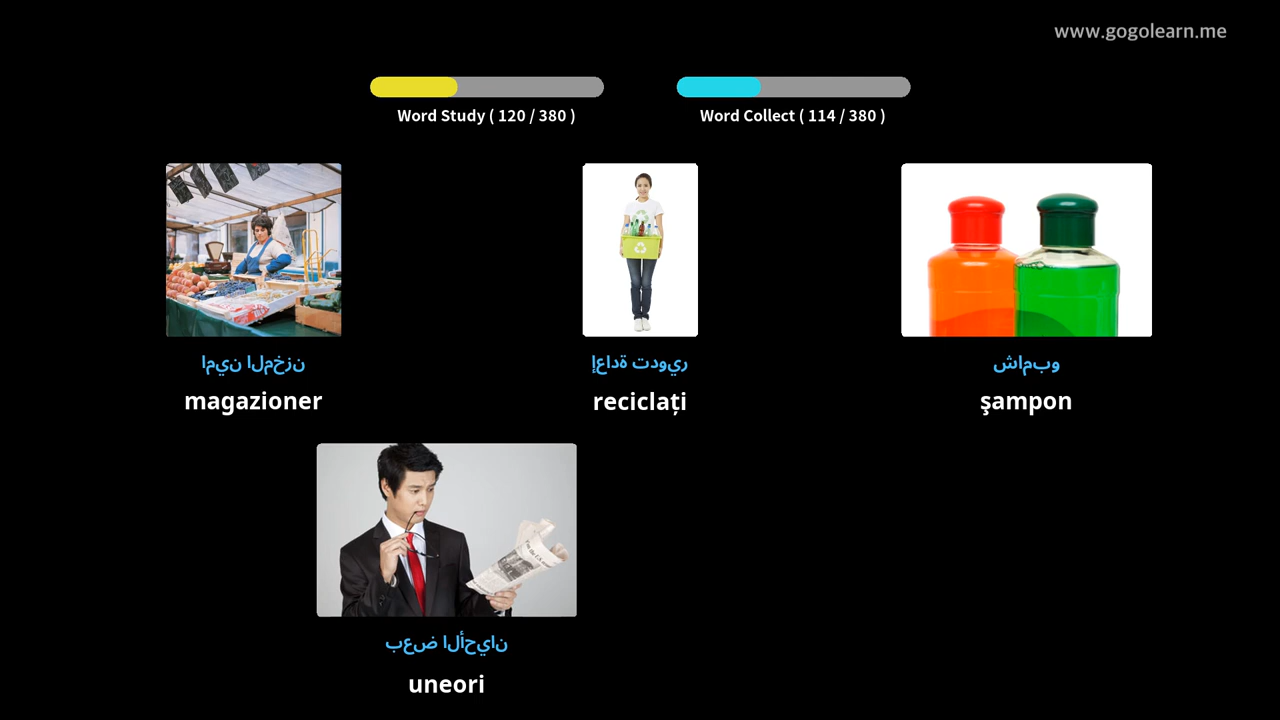 www.gogolearn.me
Word Study ( 120 / 380 )
Word Collect ( 114 / 380 )
امين المخزن
إعادة تدوير
شامبو
magazioner
reciclați
şampon
بعض الأحيان
uneori